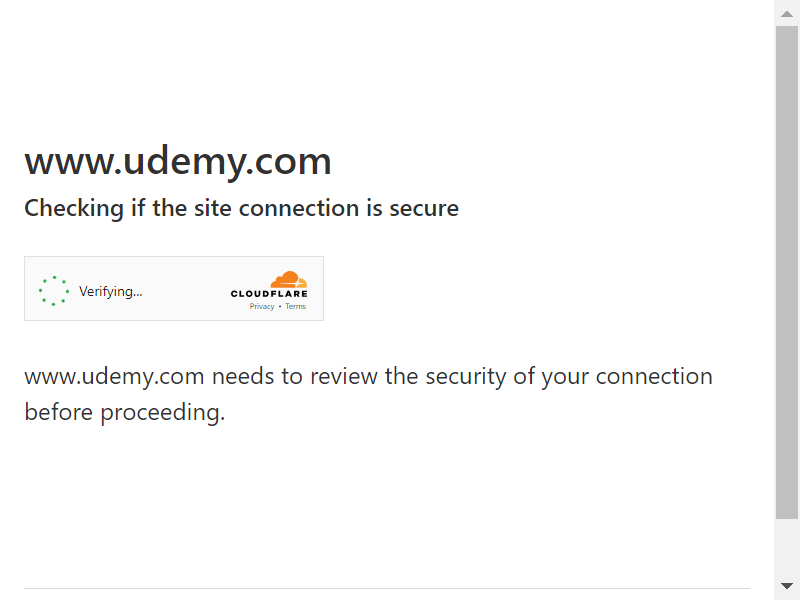 www.udemy.com
Checking if the site connection is secure
Verifying...
CLOUDFLARE
Privacy • Terms
www.udemy.com needs to review the security of your connection
before proceeding.